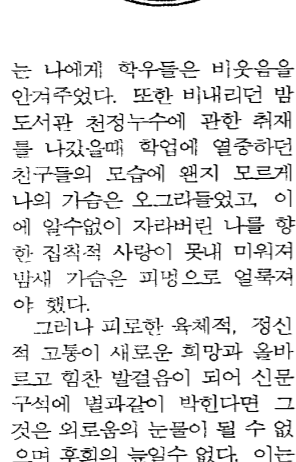 는 나에게 학우들은 비웃음을
안겨주었다. 또한 비내리던 밤
도서관 천정누수에 관한 취재
를 나갔을때 학업에 열중하던
친구들의 모습에 왠지 모르게
나의 가슴은 오그라들었고, 이
에 알수없이 자라버린 나를 향
한 집착적 사랑이 못내 미워져
밤새 가슴은 피멍으로 얼룩져
야 했다.
그러나 피로한 육체적, 정신
적 고통이 새로운 희망과 올바
르고 힘찬 발걸음이 되어 신문
구석에 별과같이 박힌다면 그
것은 외로움의 눈물이 될 수 없
으며 후회의 늪일수 없다. 이는